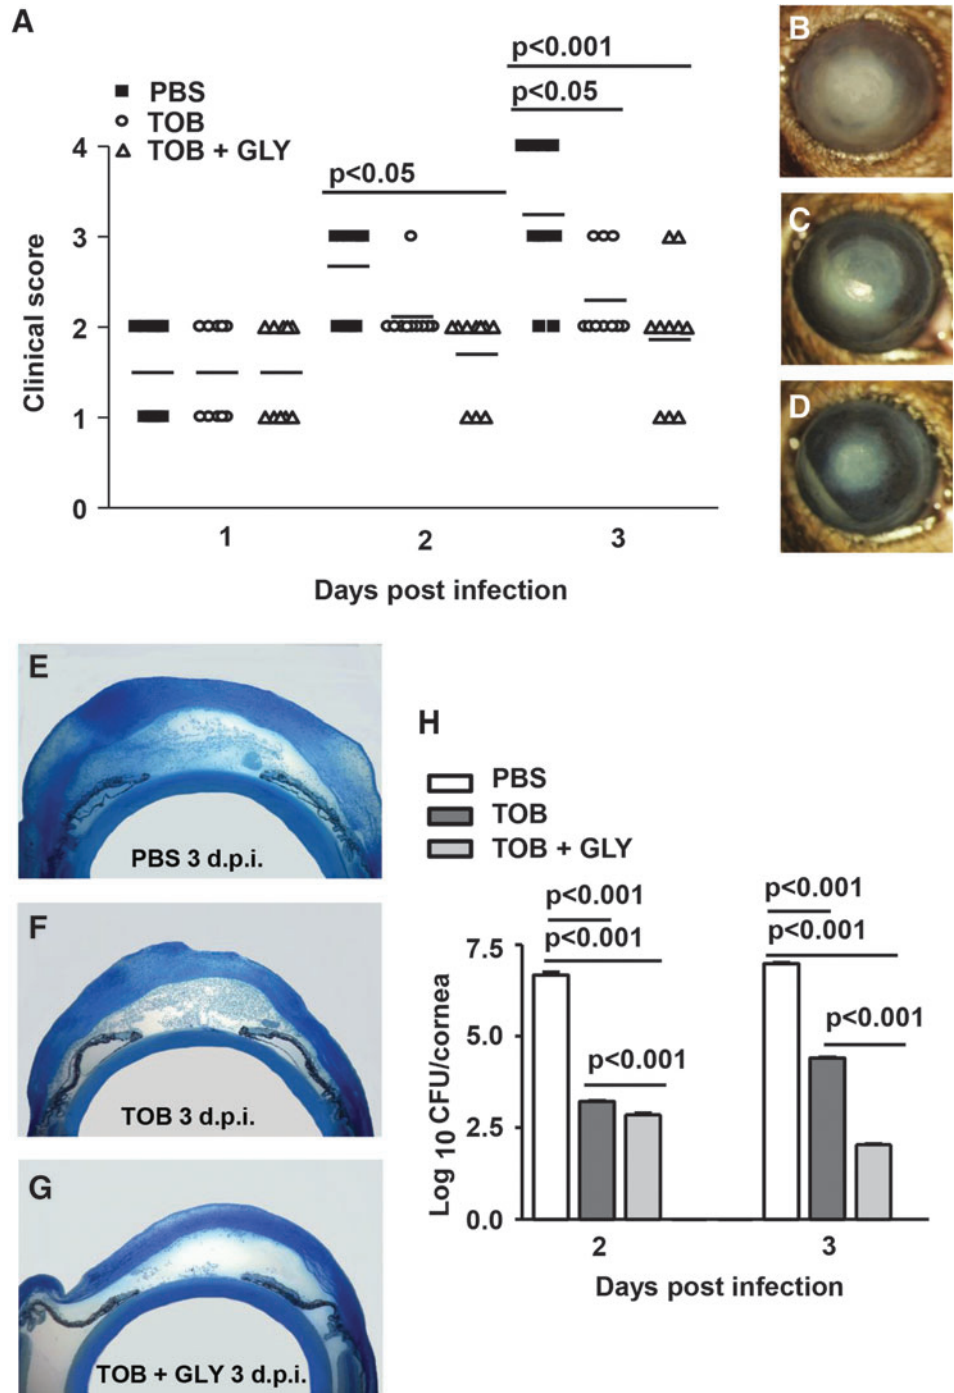 A
PBS
TOB
TOB + GLY
p<0.001
p<0.05
p<0.05
Clinical score
4
3
2
1
0
1
2
3
Days post infection
B
C
D
E
PBS 3 d.p.i.
F
TOB 3 d.p.i.
G
TOB + GLY 3 d.p.i.
H
PBS
TOB
TOB + GLY
p<0.001
p<0.001
p<0.001
p<0.001
p<0.001
p<0.001
Log 10 CFU/cornea
7.5
5.0
2.5
0.0
2
3
Days post infection